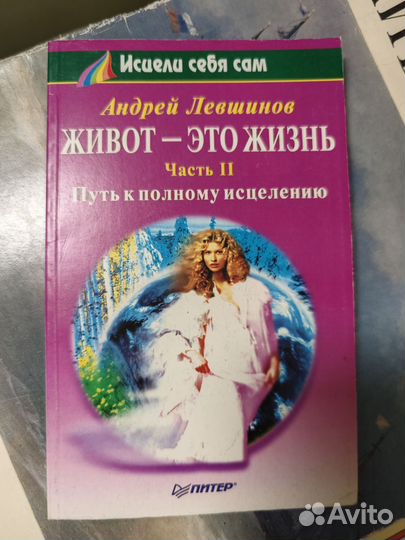 Исцели себя сам
Андрей Левшинов
ЖИВОТ – ЭТО ЖИЗНЬ
Часть II
Путь к полному исцелению
ПИТЕР
Avito